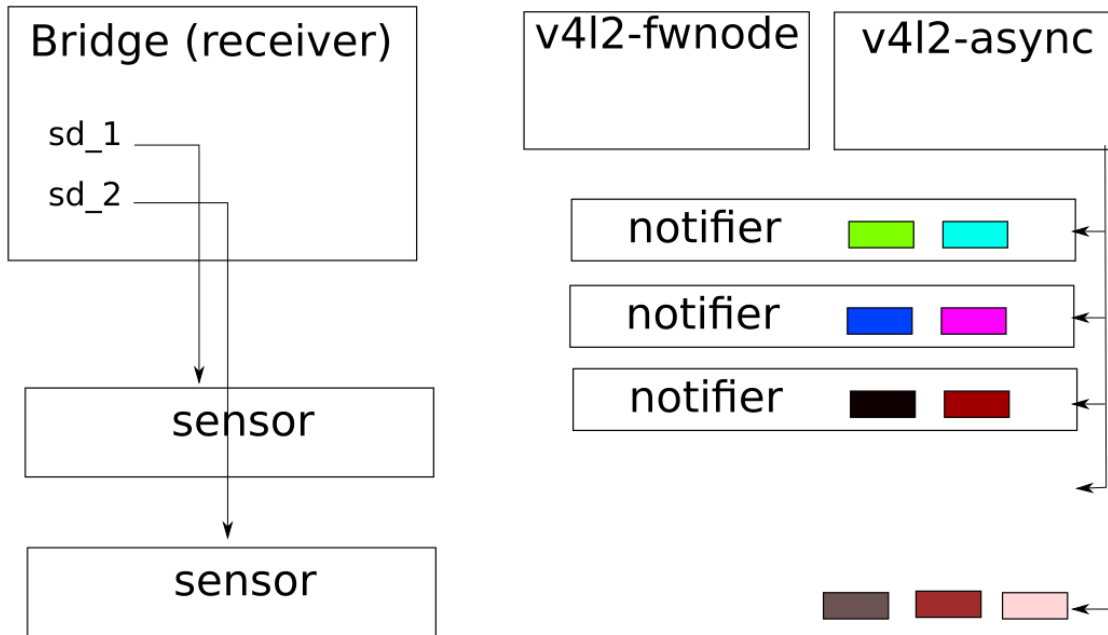 Bridge (receiver)
sd_1
sd_2
sensor
sensor
v4l2-fwnode
v4l2-async
notifier
notifier
notifier